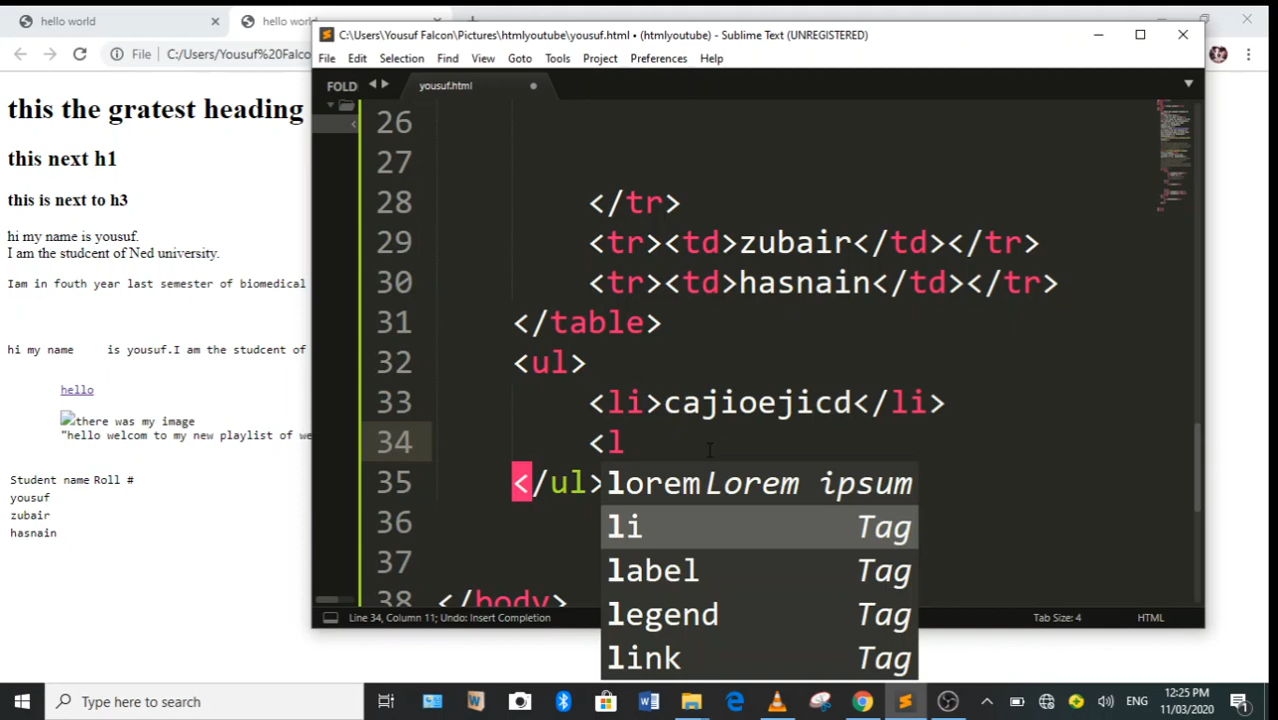 hello world
hello world
File
C:/Users/Yousuf%20Falco
this the gratest heading
this next h1
this is next to h3
hi my name is yousuf.
I am the studcent of Ned university.
Iam in fouth year last semester of biomedical
hi my name is yousuf.I am the studcent of
hello
there was my image
"hello welcom to my new playlist of we
Student name Roll #
yousuf
zubair
hasnain
C:\Users\Yousuf Falcon\Pictures\htmlyoutube\yousuf.html • (htmlyoutube) - Sublime Text (UNREGISTERED)
File Edit Selection Find View Goto Tools Project Preferences Help
FOLD
yousuf.html
26
27
28 </tr>
29 <tr><td>zubair</td></tr>
30 <tr><td>hasnain</td></tr>
31 </table>
32 <ul>
33 <li>cajioejicd</li>
34 <l
35 </ul>
36
37
38 </body>
lorem Lorem ipsum
li Tag
label Tag
legend Tag
link Tag
Line 34, Column 11; Undo: Insert Completion
Tab Size: 4
HTML
Type here to search
ENG
12:25 PM
11/03/2020
1